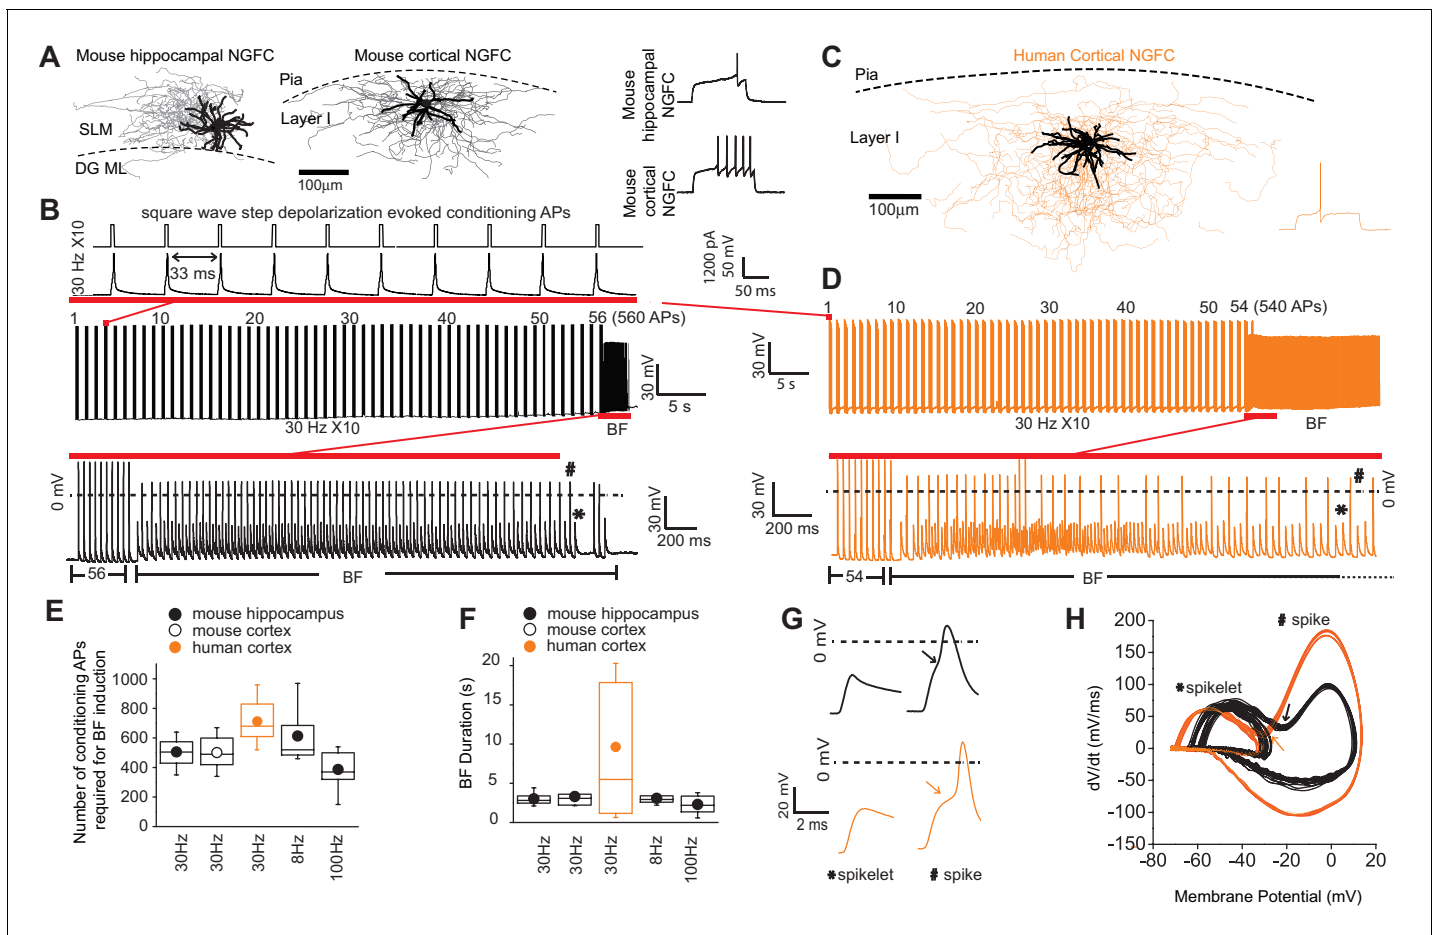 A
Mouse hippocampal NGFC
Mouse cortical NGFC
Pia
Layer I
SLM
DG ML
100μm
Mouse
hippocampal
NGFC
Mouse
cortical
NGFC
1200 pA
50 mV
50 ms
C
Human Cortical NGFC
Pia
Layer I
100μm
B
square wave step depolarization evoked conditioning APs
30 Hz X10
33 ms
1 10 20 30 40 50 56 (560 APs)
30 mV
5 s
30 Hz X10
BF
0 mV
#
*
30 mV
200 ms
56
BF
D
1 10 20 30 40 50 54 (540 APs)
30 mV
5 s
30 Hz X10
BF
30 mV
200 ms
#
*
0 mV
54
BF
E
mouse hippocampus
mouse cortex
human cortex
Number of conditioning APs
required for BF induction
1000
800
600
400
200
0
30Hz
30Hz
30Hz
8Hz
100Hz
F
mouse hippocampus
mouse cortex
human cortex
BF Duration (s)
20
15
10
5
0
30Hz
30Hz
30Hz
8Hz
100Hz
G
0 mV
0 mV
20 mV
2 ms
*spikelet
# spike
H
# spike
*spikelet
dV/dt (mV/ms)
200
150
100
50
0
-50
-100
-150
-80 -60 -40 -20 0 20
Membrane Potential (mV)